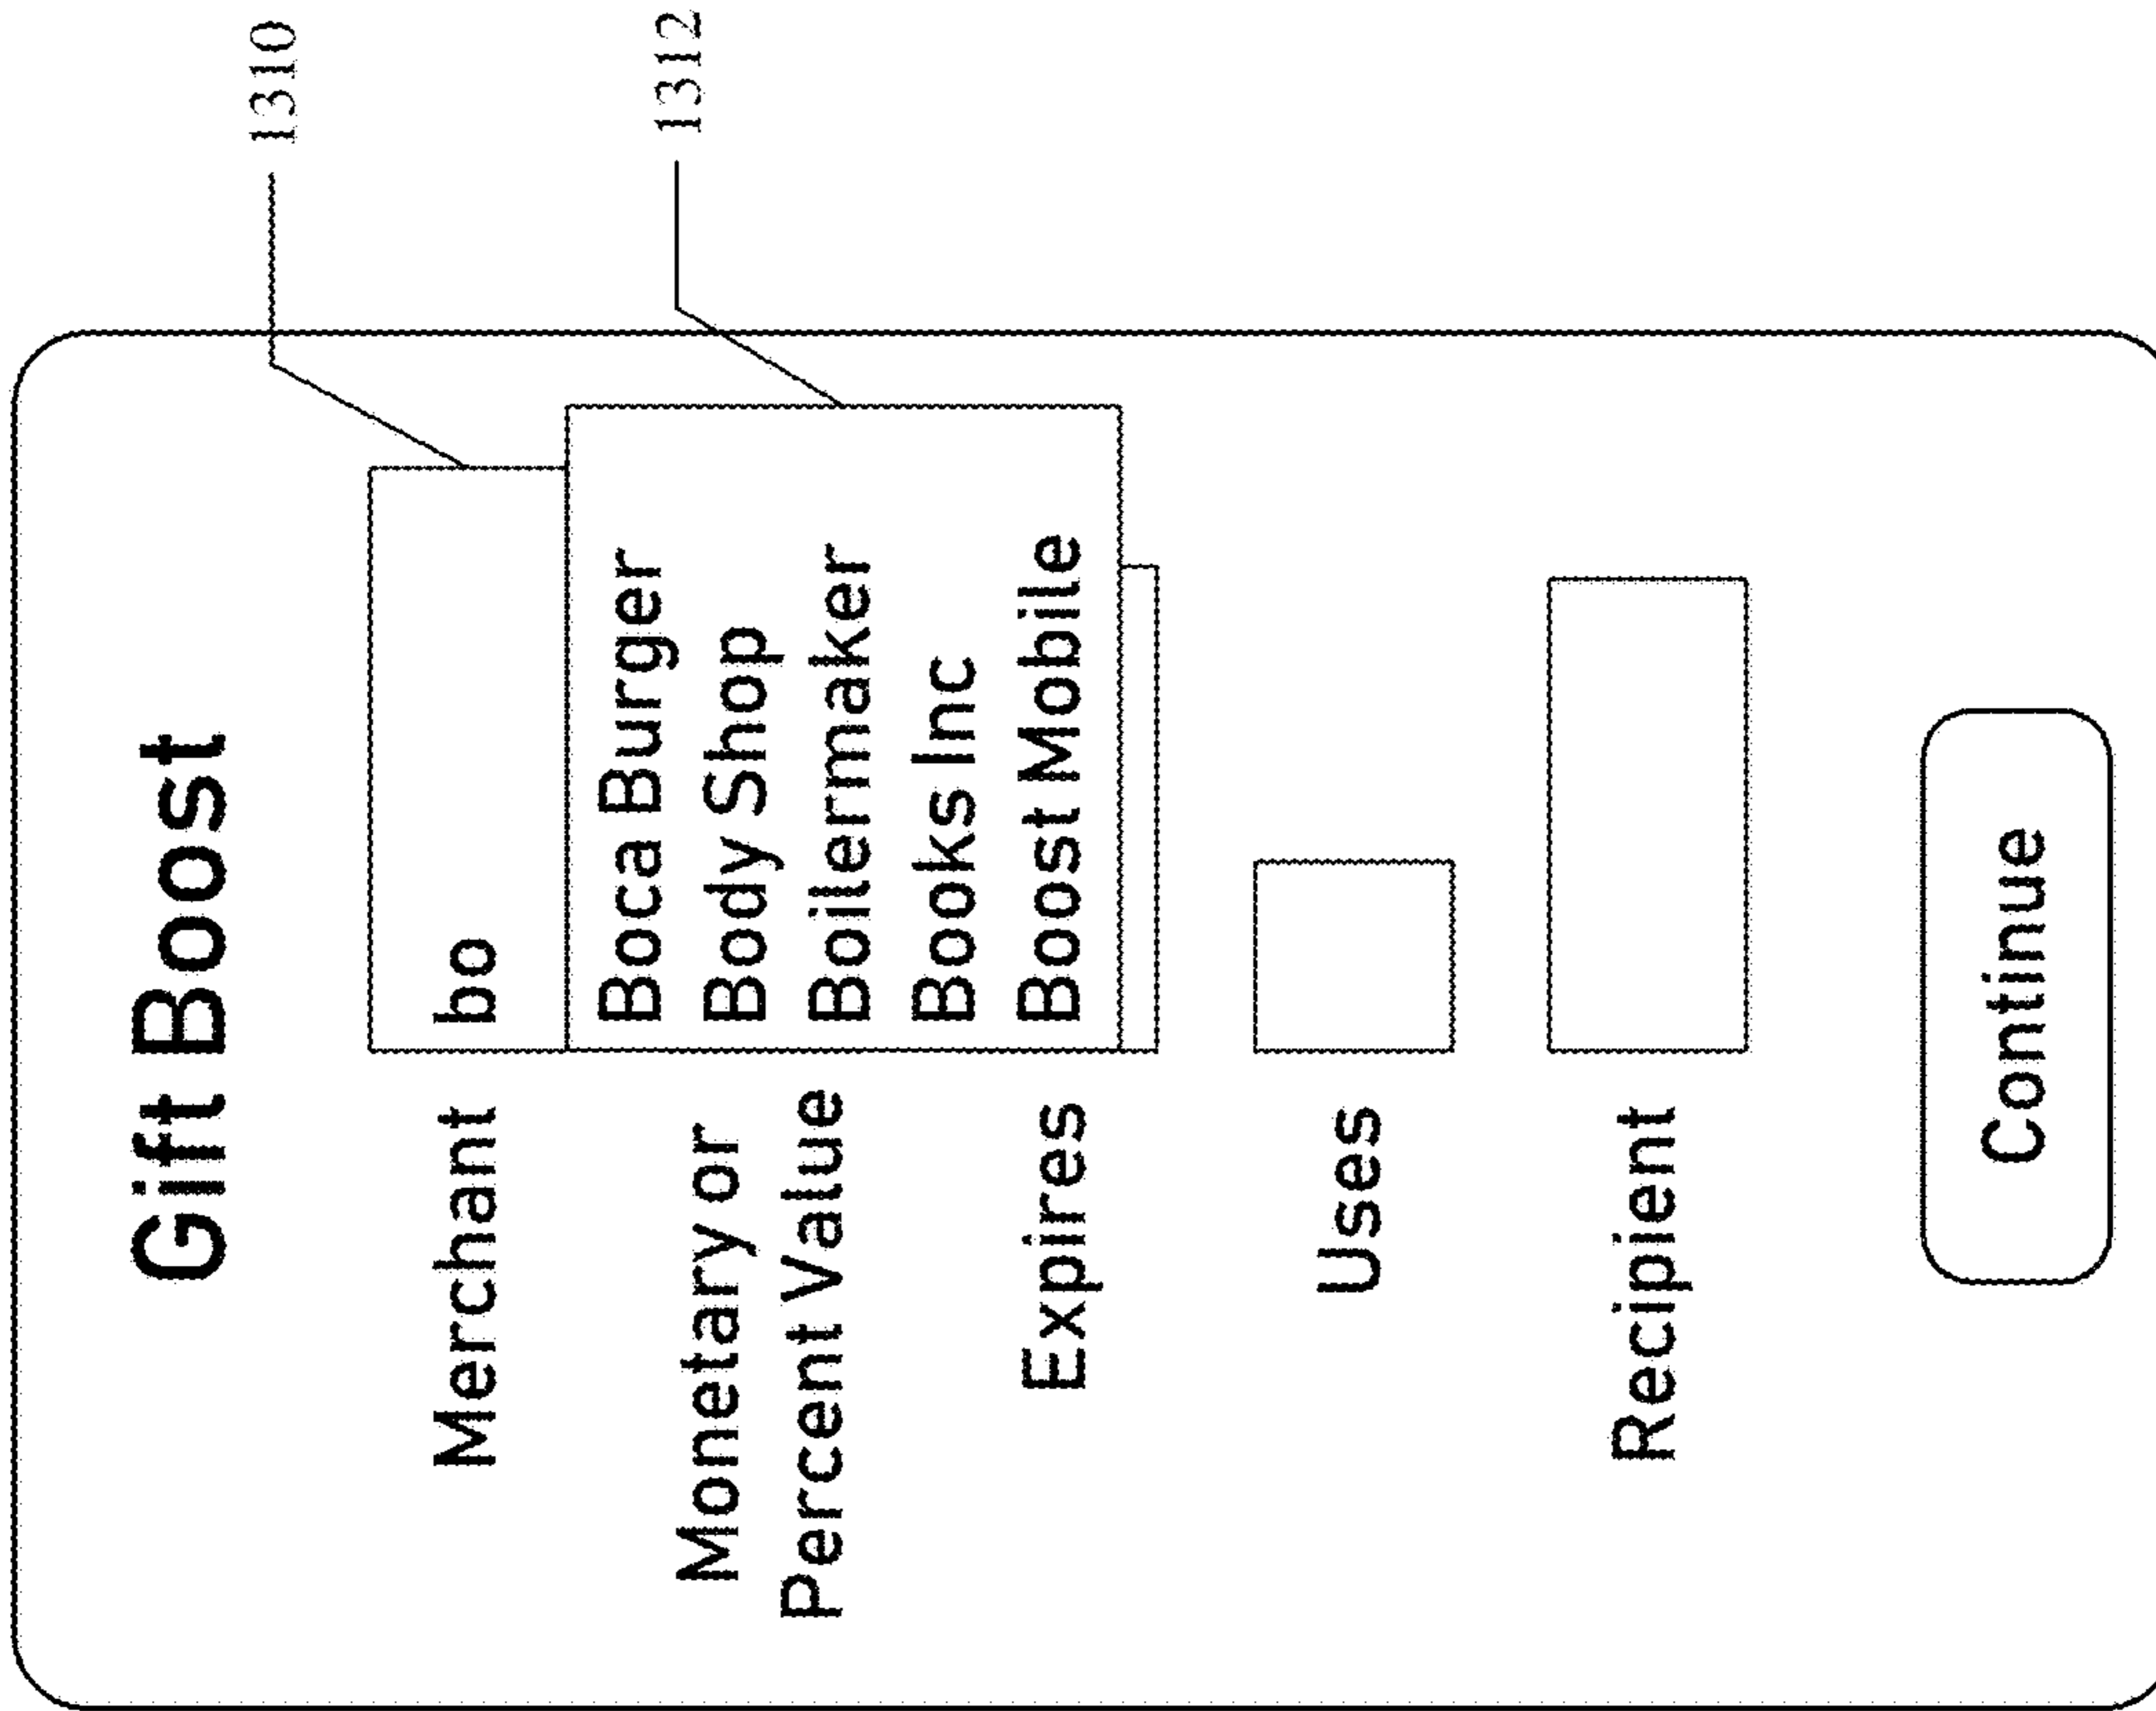 Gift Boost
Merchant
bo
1310
Boca Burger
Body Shop
Boilermaker
Books Inc
Boost Mobile
1312
Monetary or
Percent Value
Expires
Uses
Recipient
Continue